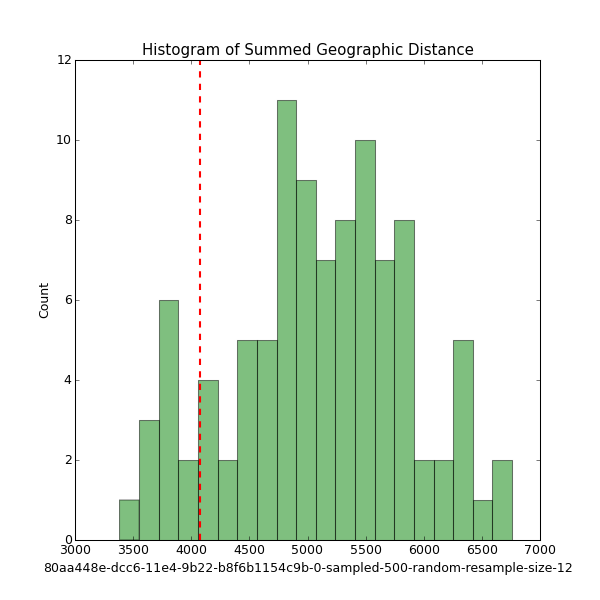 Histogram of Summed Geographic Distance
12
10
8
6
4
2
0
Count
3000 3500 4000 4500 5000 5500 6000 6500 7000
80aa448e-dcc6-11e4-9b22-b8f6b1154c9b-0-sampled-500-random-resample-size-12